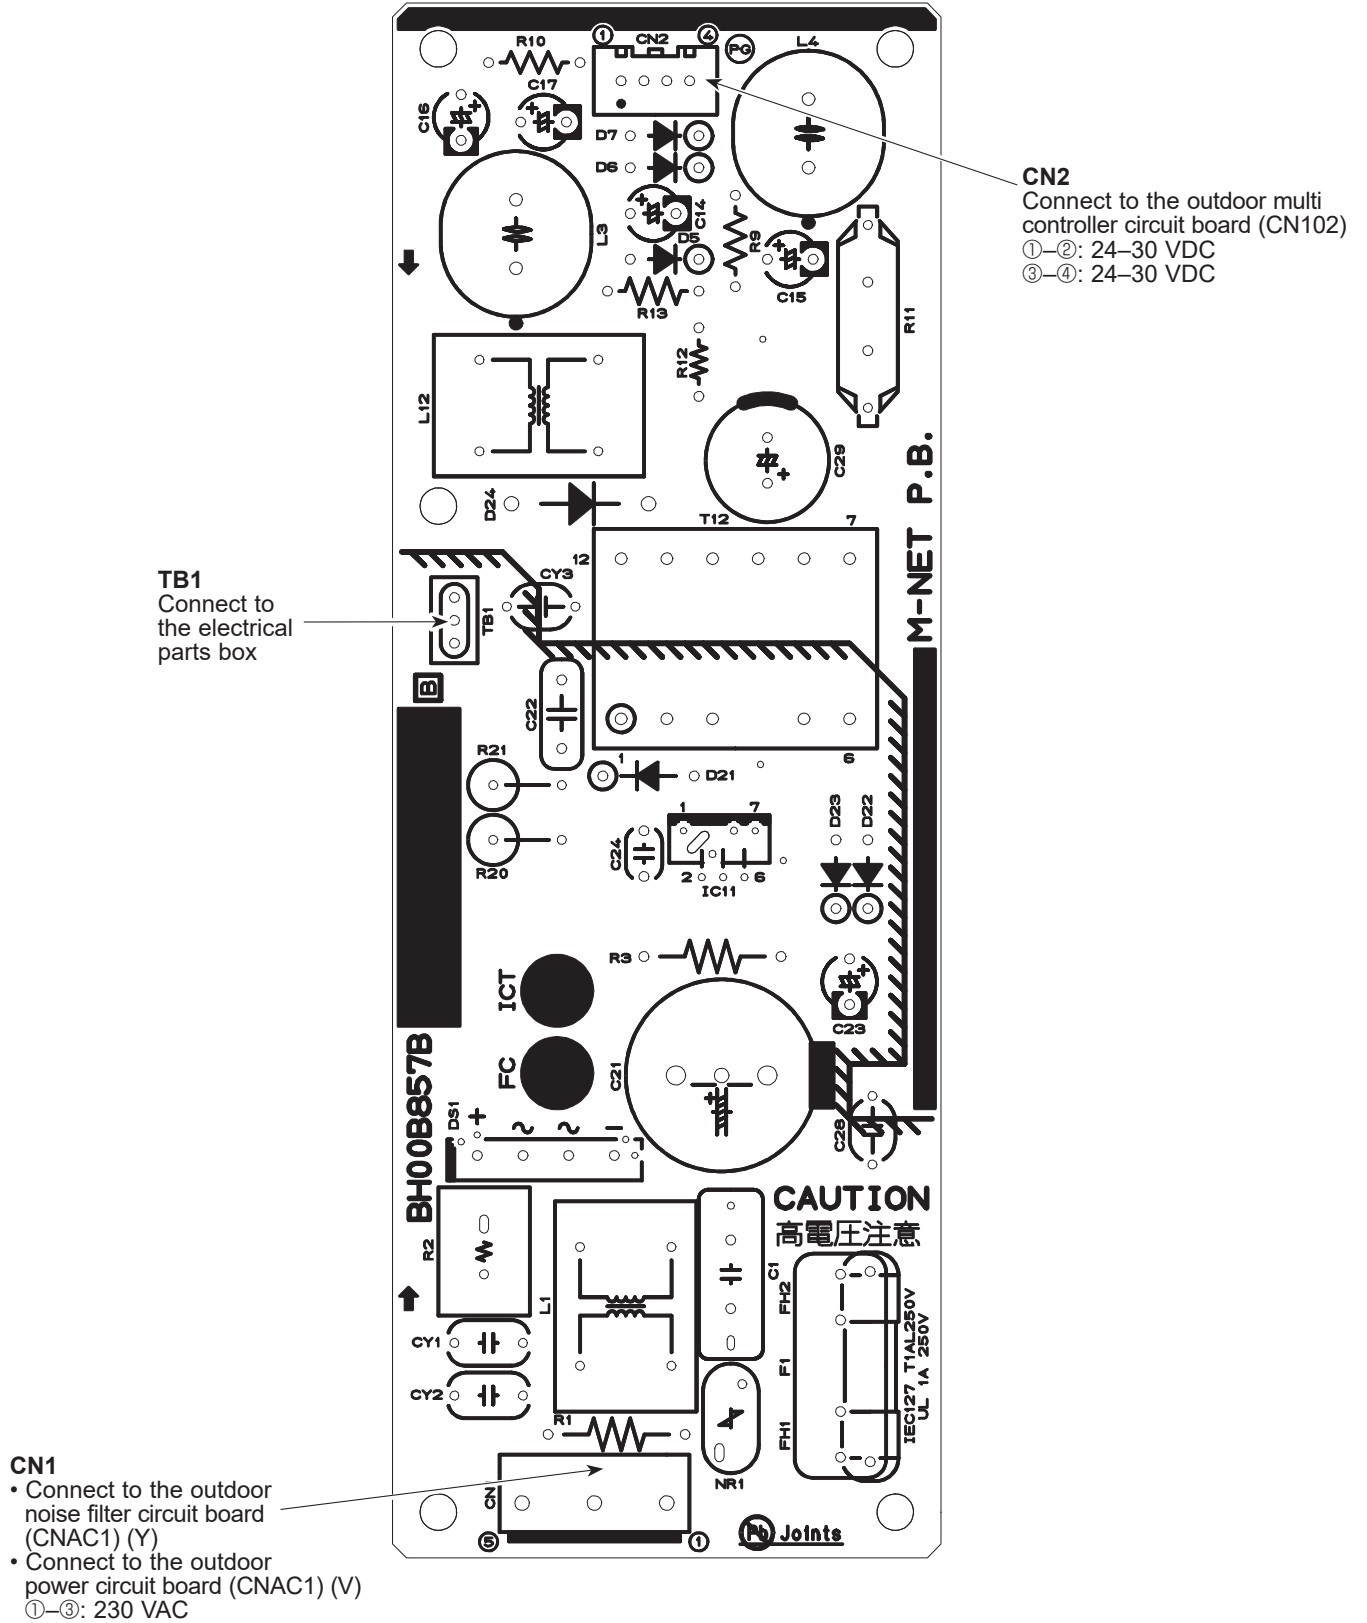 R10
①
CN2
④
PG
L4
C16
C17
D7
D6
C14
L3
D5
R9
C15
R13
R11
R12
L12
C29
D24
T12
7
M-NET P.B.
12
CY3
TB1
B
C22
R21
1
6
D21
R20
C24
1
7
2
6
IC11
D23
D22
R3
ICT
C23
FC
C21
BH00B857B
DS1
+
~
~
–
C28
CAUTION
高電圧注意
R2
L1
C1
FH2
F1
FH1
IEC127 T1AL250V
UL 1A 250V
CY1
CY2
R1
NR1
CN
⑤
①
Pb Joints
CN2
Connect to the outdoor multi
controller circuit board (CN102)
①–②: 24–30 VDC
③–④: 24–30 VDC
TB1
Connect to
the electrical
parts box
CN1
• Connect to the outdoor
noise filter circuit board
(CNAC1) (Y)
• Connect to the outdoor
power circuit board (CNAC1) (V)
①–③: 230 VAC